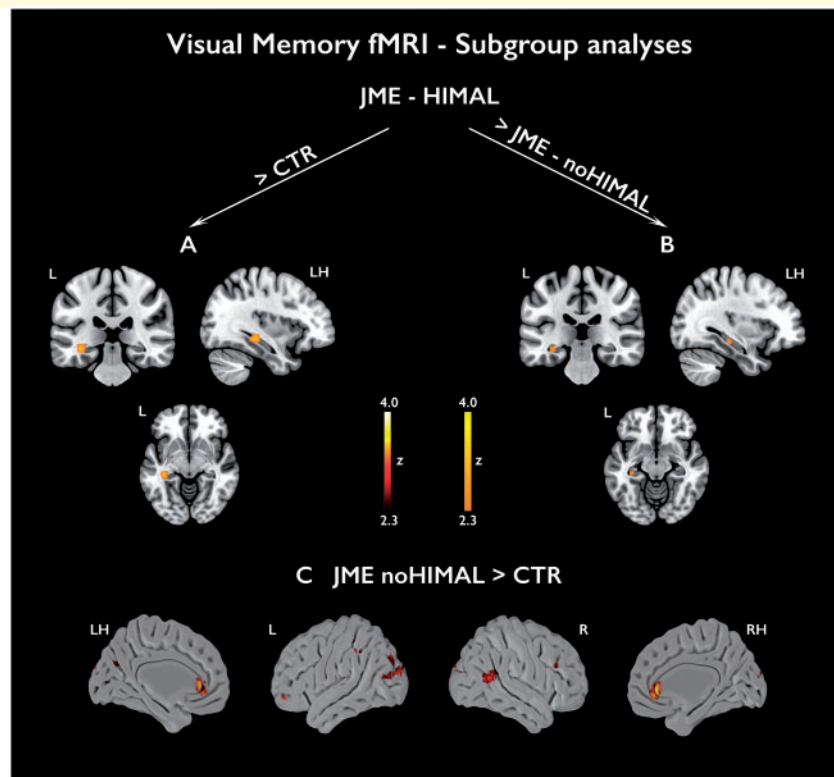 Visual Memory fMRI - Subgroup analyses
JME - HIMAL
> CTR
> JME - noHIMAL
A
B
L
LH
L
LH
L
4.0
z
2.3
4.0
z
2.3
L
C JME noHIMAL > CTR
LH
L
R
RH